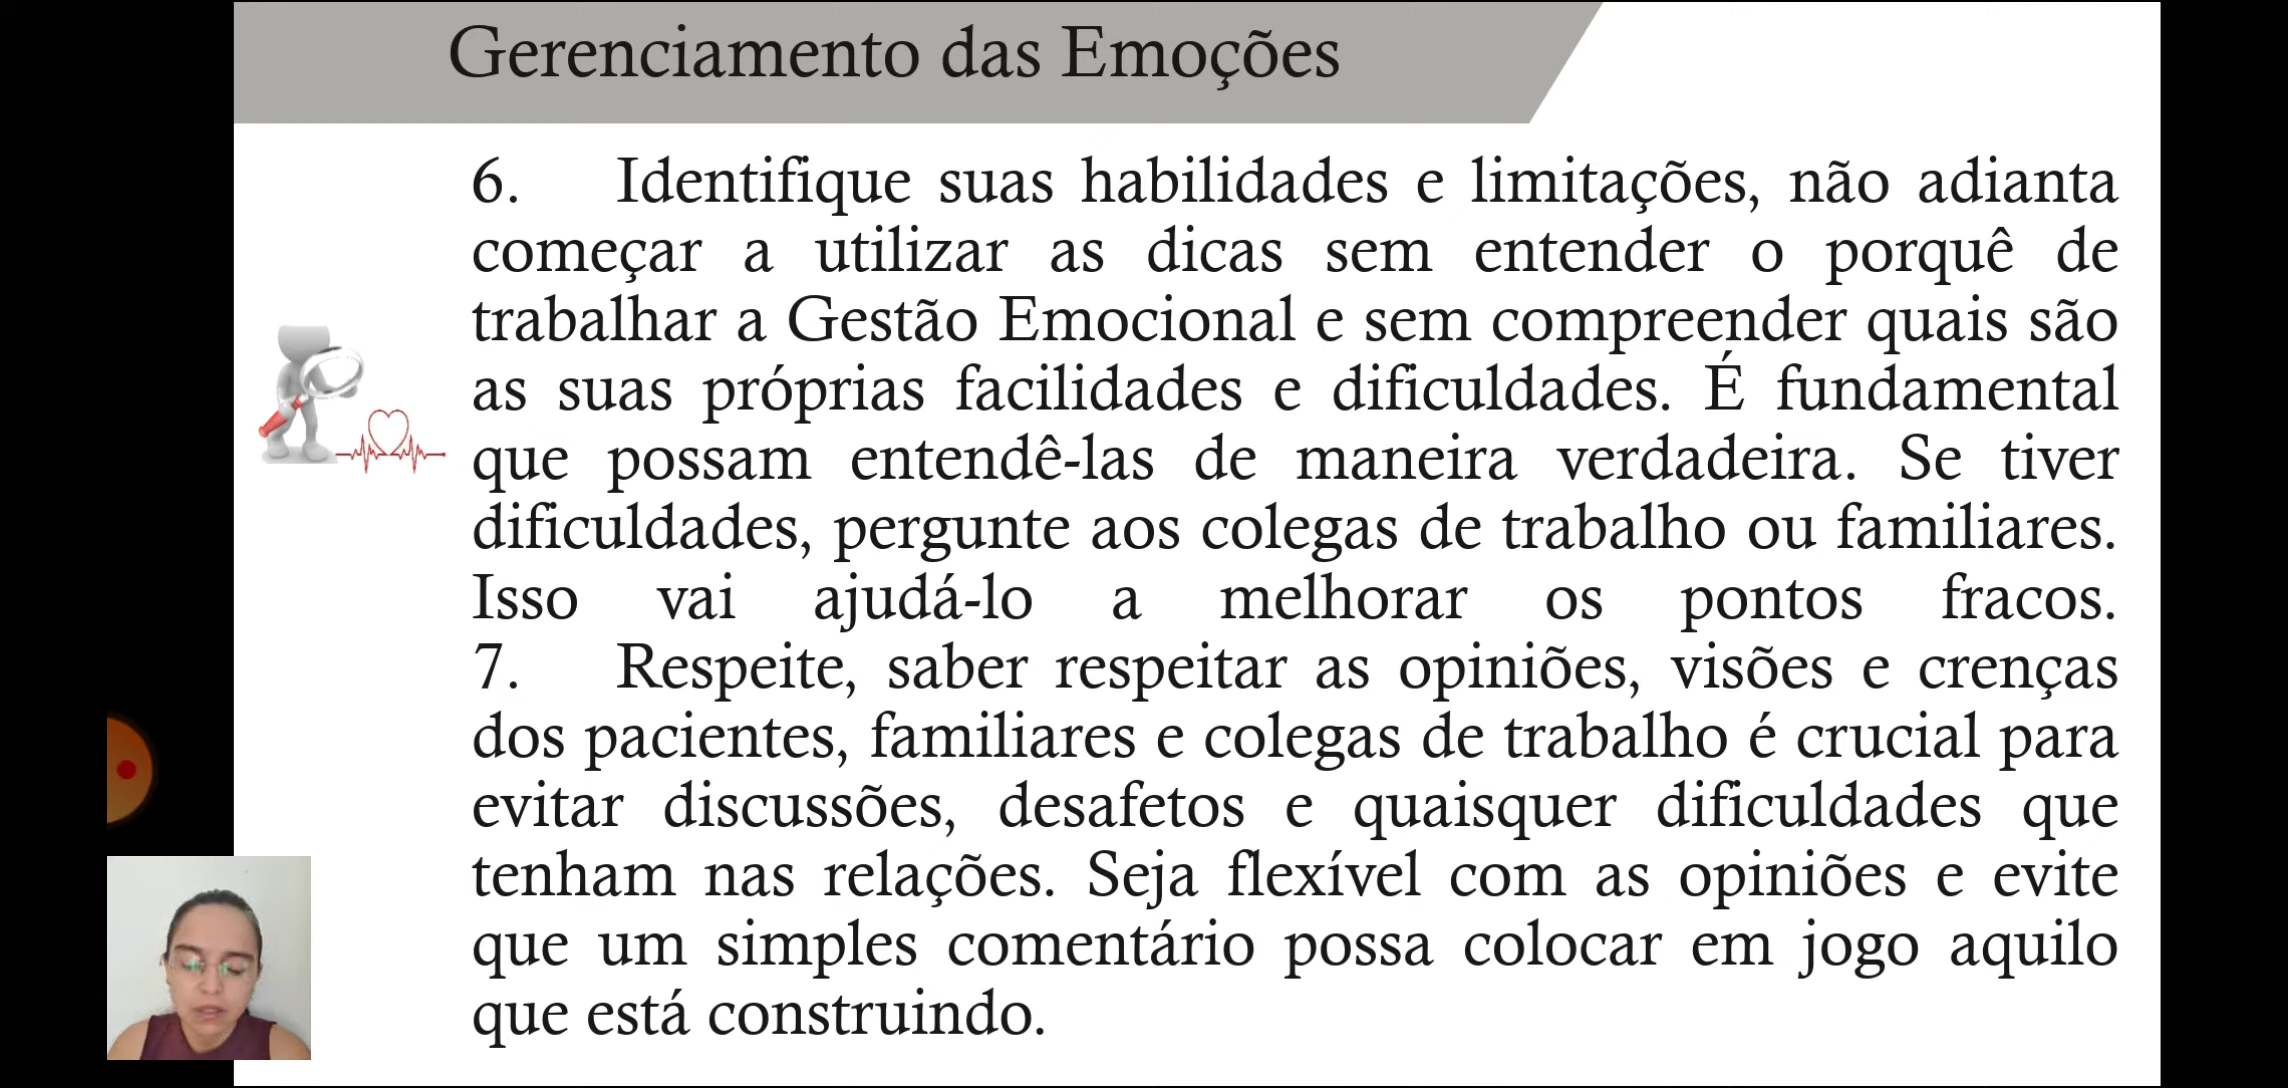 Gerenciamento das Emoções
6. Identifique suas habilidades e limitações, não adianta
começar a utilizar as dicas sem entender o porquê de
trabalhar a Gestão Emocional e sem compreender quais são
as suas próprias facilidades e dificuldades. É fundamental
que possam entendê-las de maneira verdadeira. Se tiver
dificuldades, pergunte aos colegas de trabalho ou familiares.
Isso vai ajudá-lo a melhorar os pontos fracos.
7. Respeite, saber respeitar as opiniões, visões e crenças
dos pacientes, familiares e colegas de trabalho é crucial para
evitar discussões, desafetos e quaisquer dificuldades que
tenham nas relações. Seja flexível com as opiniões e evite
que um simples comentário possa colocar em jogo aquilo
que está construindo.